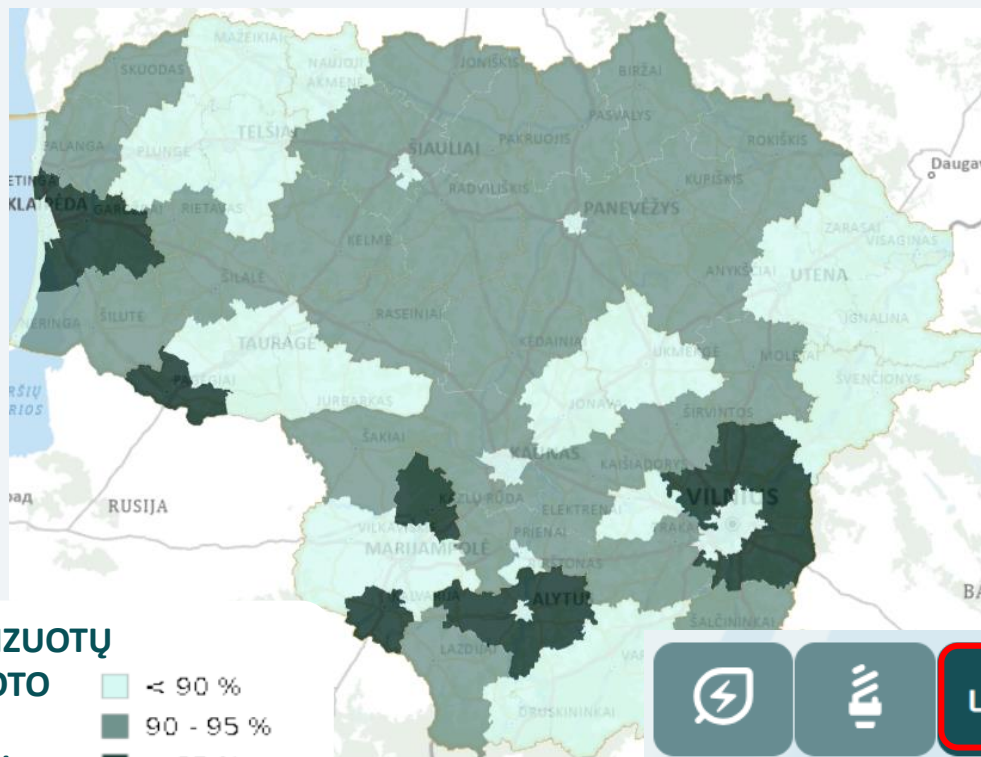 MAŽEIKIAI
SKUODAS
NAUJOJI
AKMENĖ
JONIŠKIS
BIRŽAI
TELŠIAI
PASVALYS
PALANGA
PLUNGĖ
ŠIAULIAI
PAKRUOJIS
ROKIŠKIS
Daugav
KUPIŠKIS
RADVILIŠKIS
KLAIPĖDA
RIETAVAS
PANEVĖŽYS
ZARASAI
VISAGINAS
KELMĖ
ANYKŠČIAI
UTENA
ŠILALĖ
NERINGA
ŠILUTĖ
RASEINIAI
IGNALINA
KĖDAINIAI
TAURAGĖ
UKMERGĖ
MOLĖTAI
PAGĖGIAI
ŠVENČIONYS
JURBARKAS
JONAVA
ŠIRVINTOS
ŠAKIAI
KAUNAS
KAIŠIADORYS
RUSIJA
KAZLŲ RŪDA
VILNIUS
ELEKTRĖNAI
PRIENAI
MARIJAMPOLĖ
ALYTUS
ŠALČININKAI
LAZDIJAI
DRUSKININKAI
IZUOTŲ
OTO
< 90 %
90 - 95 %